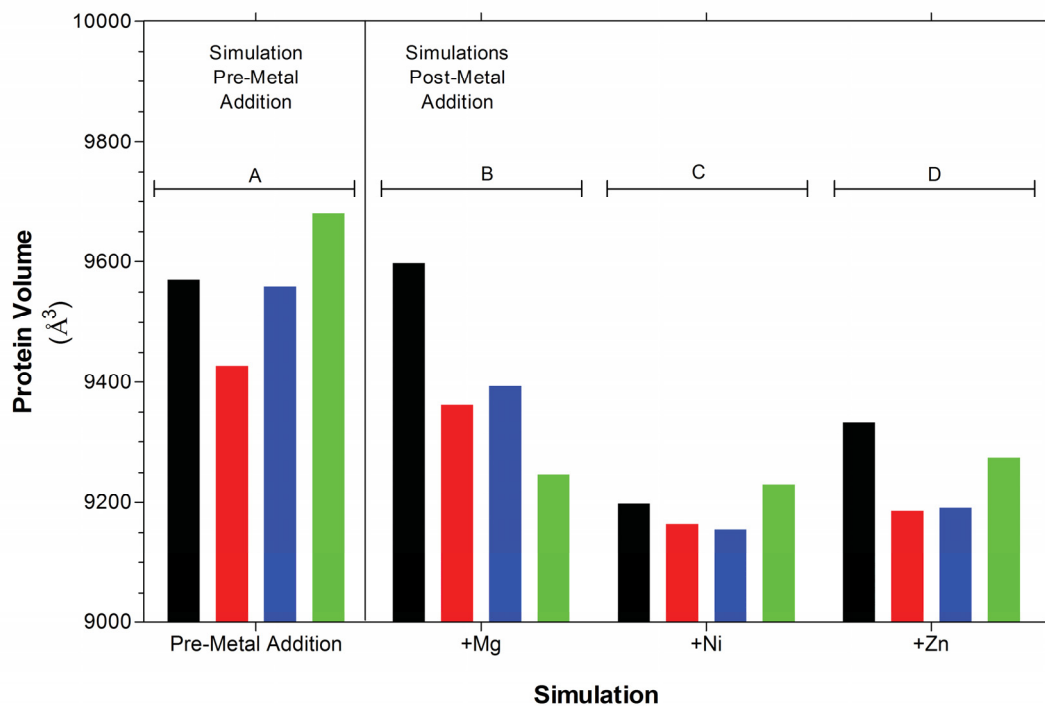 10000
9800
9600
9400
9200
9000
Protein Volume
(Å³)
Simulation
Pre-Metal
Addition
Simulations
Post-Metal
Addition
A
B
C
D
Pre-Metal Addition
+Mg
+Ni
+Zn
Simulation